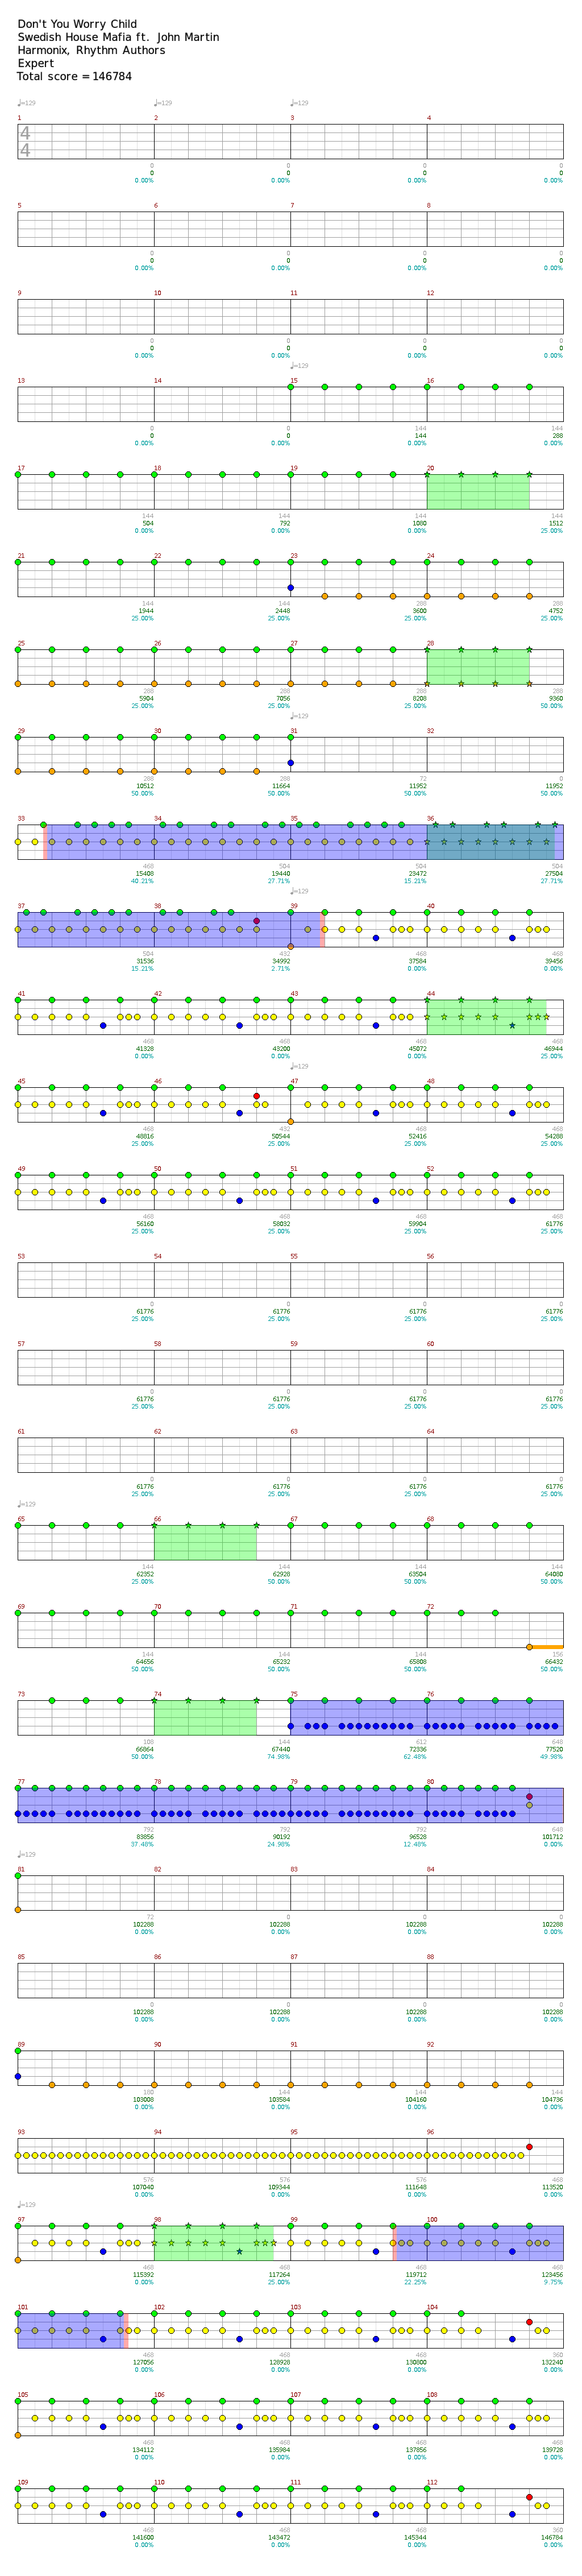 Don't You Worry Child
Swedish House Mafia ft. John Martin
Harmonix, Rhythm Authors
Expert
Total score = 146784
♩=129 ♩=129 ♩=129
1 2 3 4
4
4
0 0 0 0
0 0 0 0
0.00% 0.00% 0.00% 0.00%
5 6 7 8
0 0 0 0
0 0 0 0
0.00% 0.00% 0.00% 0.00%
9 10 11 12
0 0 0 0
0 0 0 0
0.00% 0.00% 0.00% 0.00%
♩=129
13 14 15 16
0 0 144 144
0 0 144 288
0.00% 0.00% 0.00% 0.00%
17 18 19 20
144 144 144 144
504 792 1080 1512
0.00% 0.00% 0.00% 25.00%
21 22 23 24
144 144 288 288
1944 2448 3600 4752
25.00% 25.00% 25.00% 25.00%
25 26 27 28
288 288 288 288
5904 7056 8208 9360
25.00% 25.00% 25.00% 50.00%
♩=129
29 30 31 32
288 288 72 0
10512 11664 11952 11952
50.00% 50.00% 50.00% 50.00%
33 34 35 36
468 504 504 504
15408 19440 23472 27504
40.21% 27.71% 15.21% 27.71%
♩=129
37 38 39 40
504 432 468 468
31536 34992 37584 39456
15.21% 2.71% 0.00% 0.00%
41 42 43 44
468 468 468 468
41328 43200 45072 46944
0.00% 0.00% 0.00% 25.00%
♩=129
45 46 47 48
468 432 468 468
48816 50544 52416 54288
25.00% 25.00% 25.00% 25.00%
49 50 51 52
468 468 468 468
56160 58032 59904 61776
25.00% 25.00% 25.00% 25.00%
53 54 55 56
0 0 0 0
61776 61776 61776 61776
25.00% 25.00% 25.00% 25.00%
57 58 59 60
0 0 0 0
61776 61776 61776 61776
25.00% 25.00% 25.00% 25.00%
61 62 63 64
0 0 0 0
61776 61776 61776 61776
25.00% 25.00% 25.00% 25.00%
♩=129
65 66 67 68
144 144 144 144
62352 62928 63504 64080
25.00% 50.00% 50.00% 50.00%
69 70 71 72
144 144 144 156
64656 65232 65808 66432
50.00% 50.00% 50.00% 50.00%
73 74 75 76
108 144 612 648
66864 67440 72336 77520
50.00% 74.98% 62.48% 49.98%
77 78 79 80
792 792 792 648
83856 90192 96528 101712
37.48% 24.98% 12.48% 0.00%
♩=129
81 82 83 84
72 0 0 0
102288 102288 102288 102288
0.00% 0.00% 0.00% 0.00%
85 86 87 88
0 0 0 0
102288 102288 102288 102288
0.00% 0.00% 0.00% 0.00%
89 90 91 92
180 144 144 144
103008 103584 104160 104736
0.00% 0.00% 0.00% 0.00%
93 94 95 96
576 576 576 468
107040 109344 111648 113520
0.00% 0.00% 0.00% 0.00%
♩=129
97 98 99 100
468 468 468 468
115392 117264 119712 123456
0.00% 25.00% 22.25% 9.75%
101 102 103 104
468 468 468 360
127056 128928 130800 132240
0.00% 0.00% 0.00% 0.00%
105 106 107 108
468 468 468 468
134112 135984 137856 139728
0.00% 0.00% 0.00% 0.00%
109 110 111 112
468 468 468 360
141600 143472 145344 146784
0.00% 0.00% 0.00% 0.00%